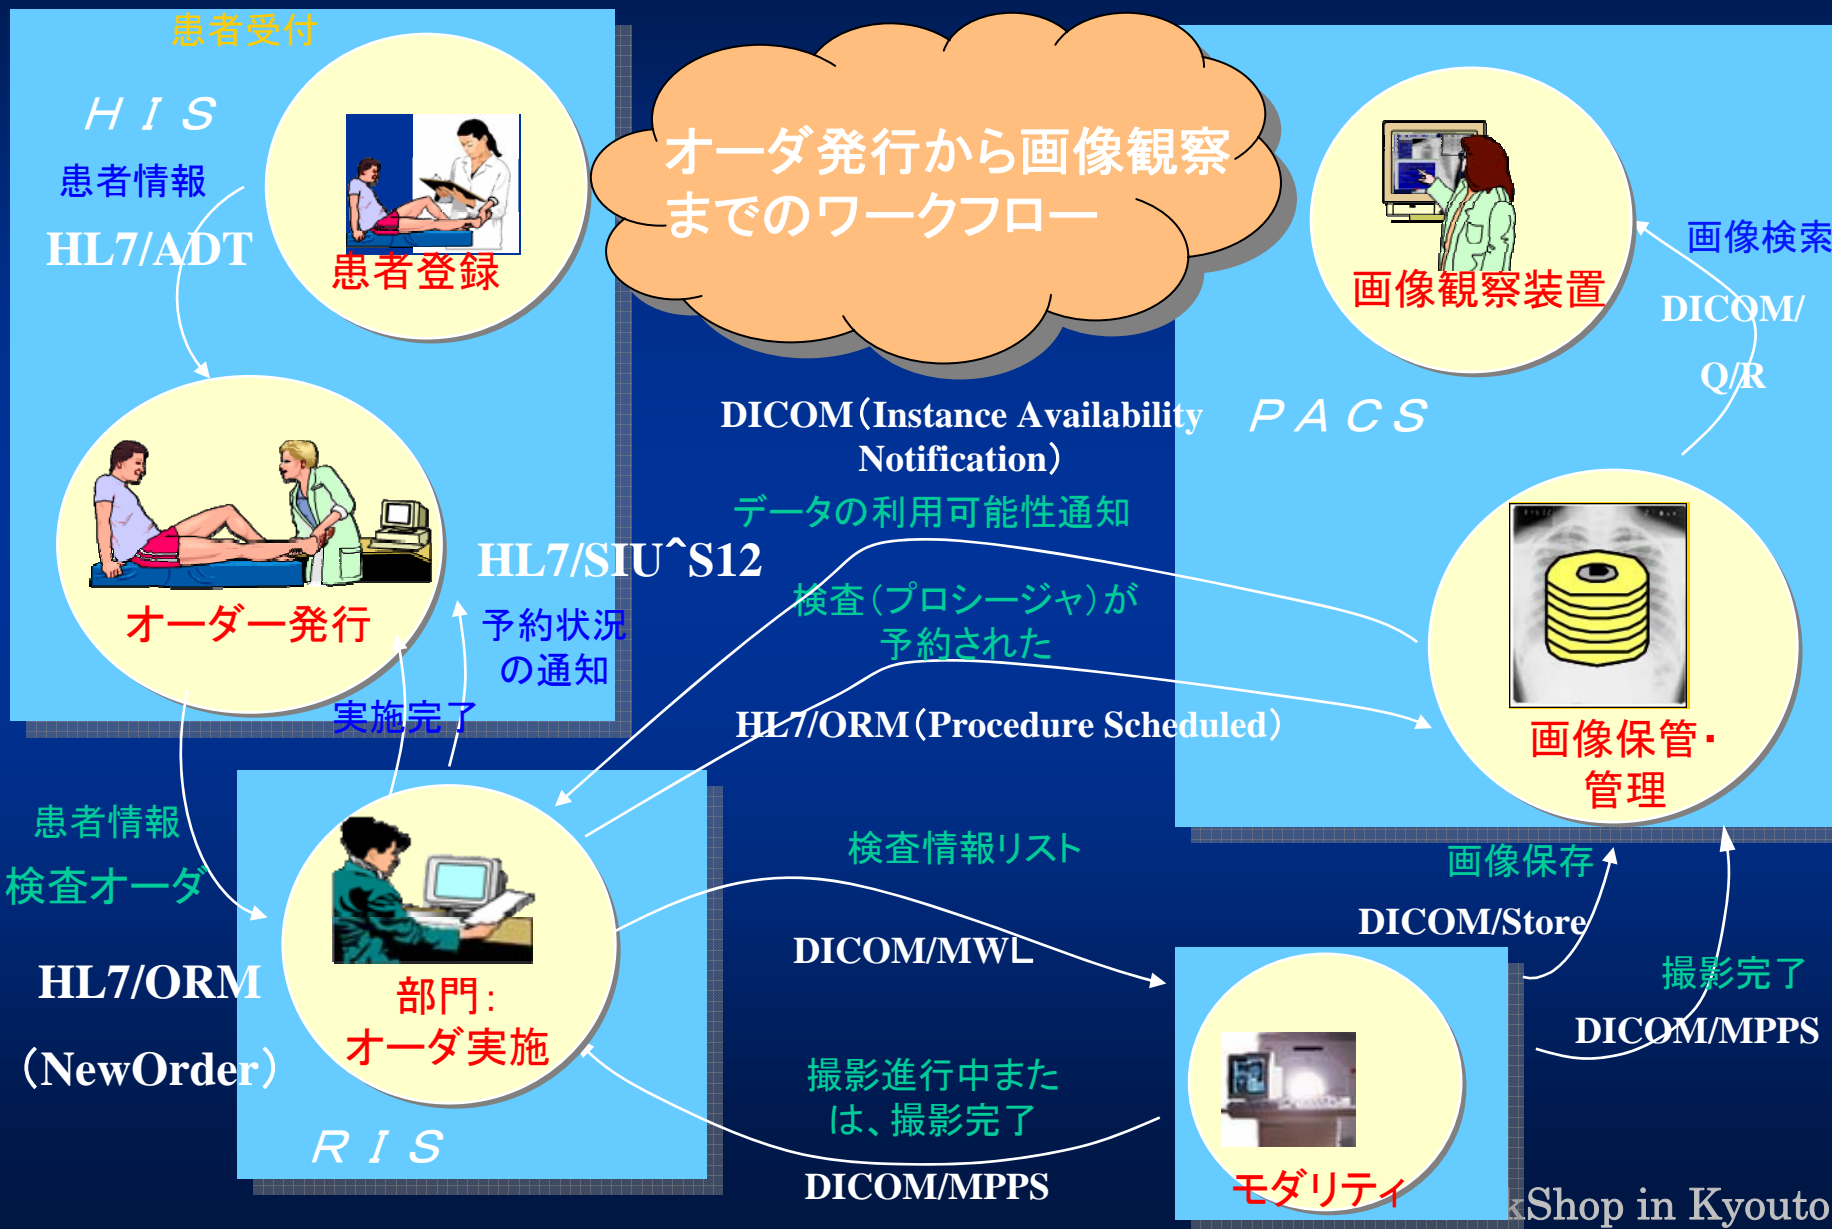 患者受付
HIS
患者情報
HL7/ADT
患者登録
オーダ発行から画像観察
までのワークフロー
画像観察装置
画像検索
DICOM/
Q/R
PACS
DICOM（Instance Availability
Notification）
データの利用可能性通知
HL7/SIU^S12
予約状況
の通知
オーダー発行
実施完了
検査（プロシージャ）が
予約された
HL7/ORM（Procedure Scheduled）
画像保管・
管理
患者情報
検査オーダ
HL7/ORM
（NewOrder）
部門：
オーダ実施
RIS
検査情報リスト
DICOM/MWL
画像保存
DICOM/Store
撮影完了
DICOM/MPPS
撮影進行中また
は、撮影完了
DICOM/MPPS
モダリティ
kShop in Kyouto